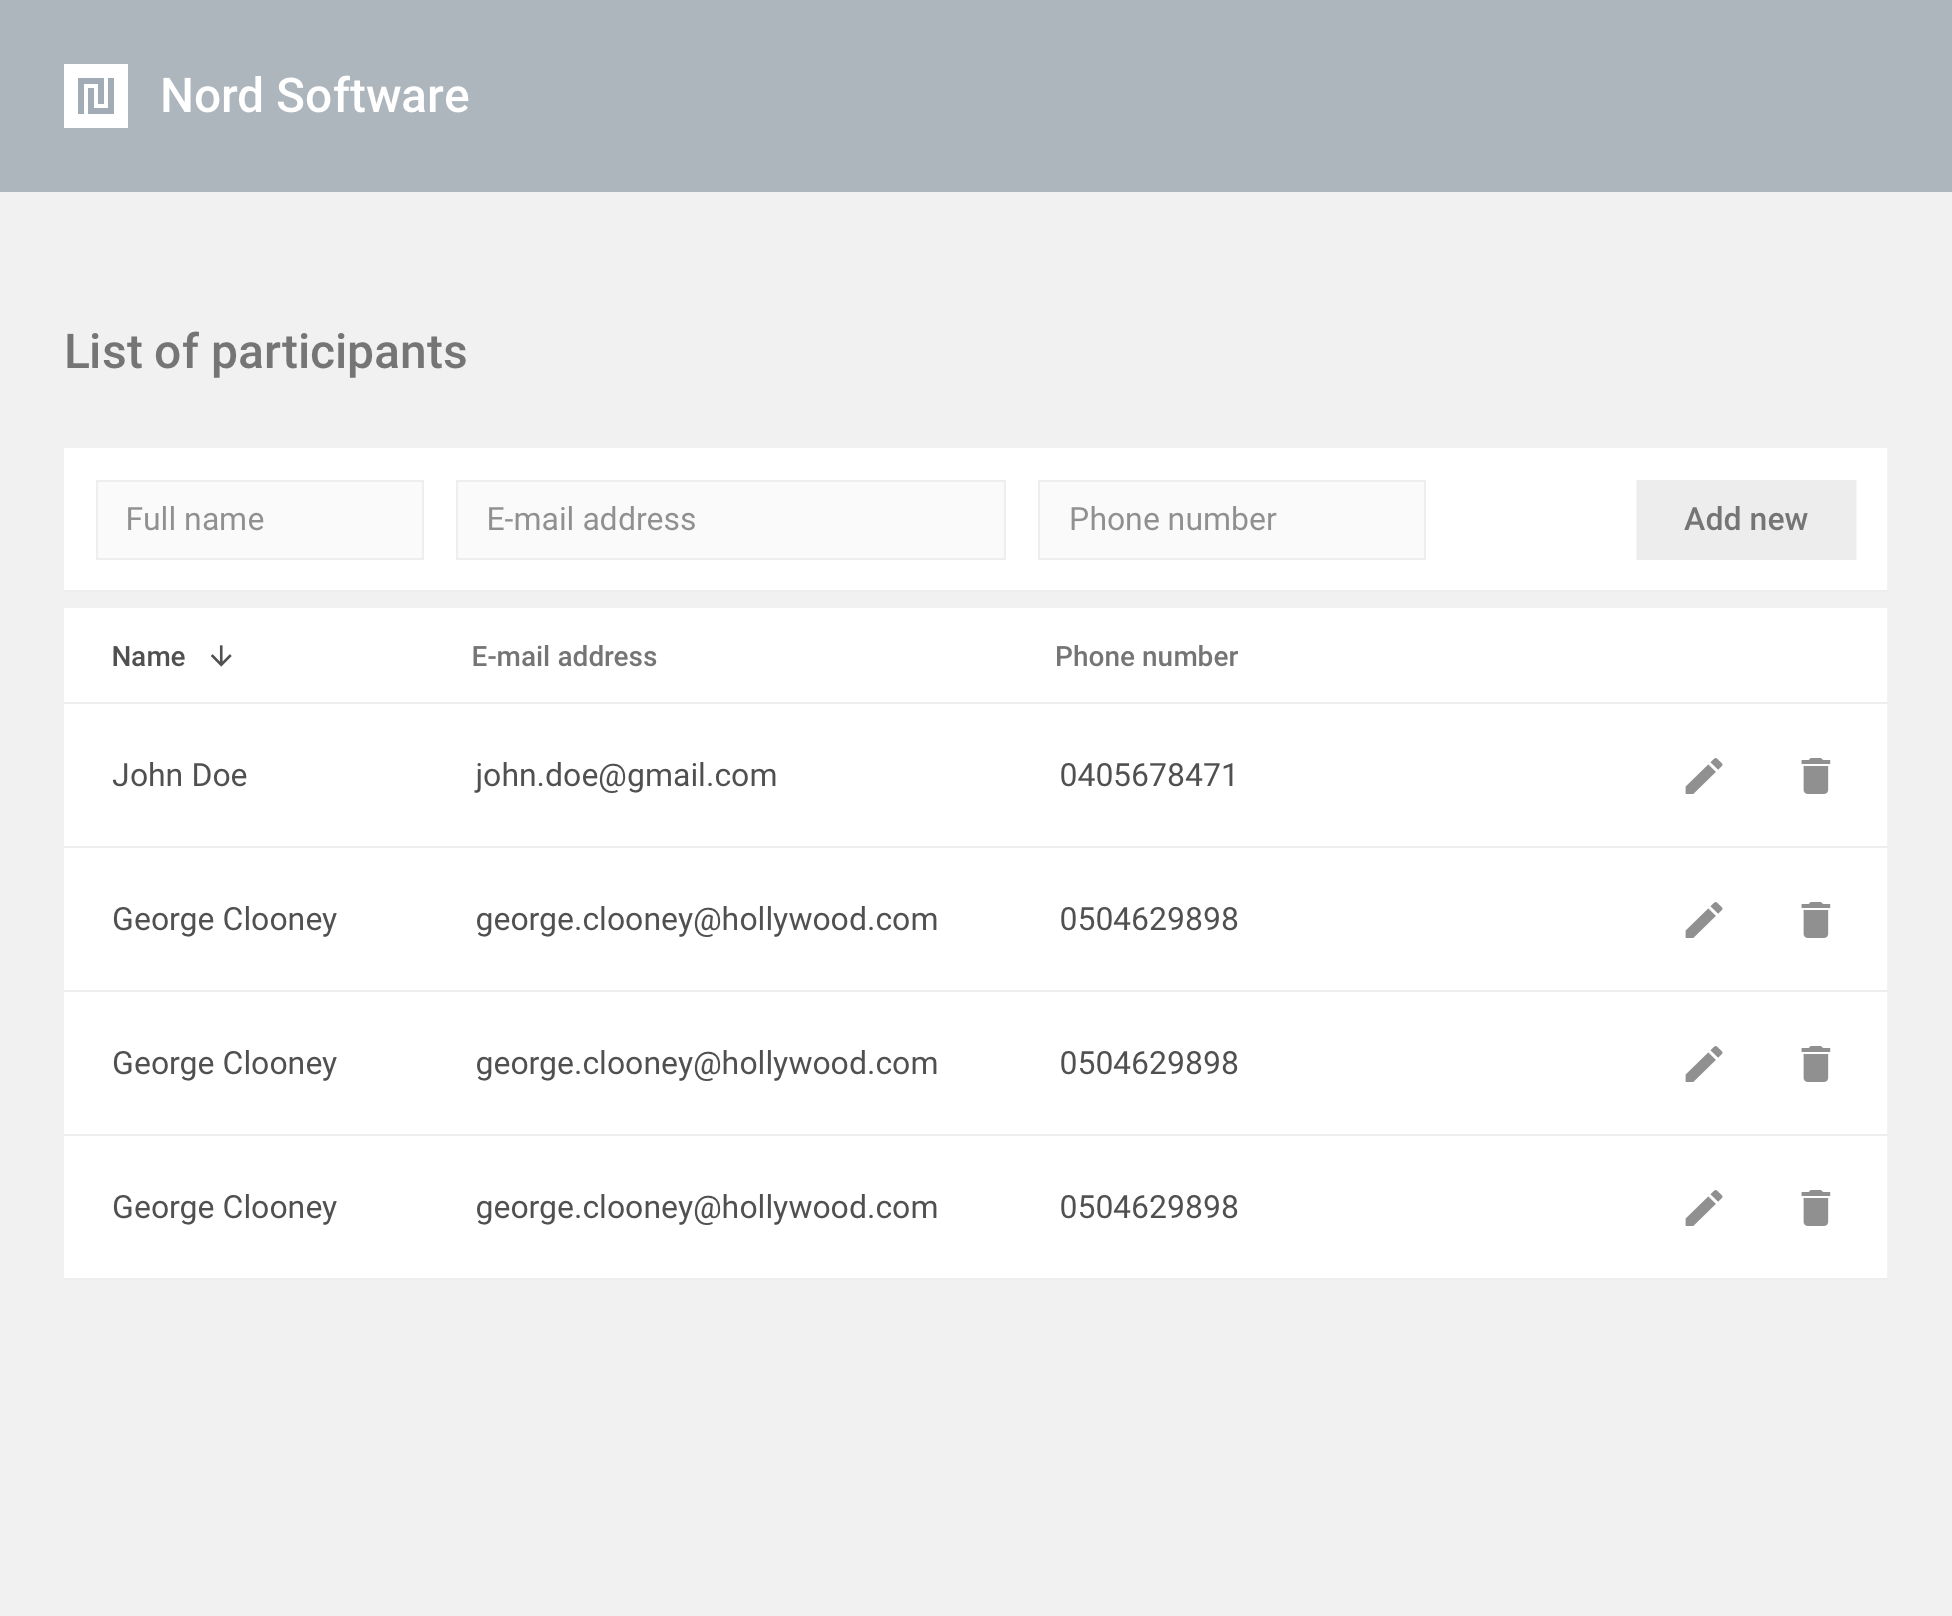 Nord Software
List of participants
Full name E-mail address Phone number Add new
Name E-mail address Phone number
John Doe john.doe@gmail.com 0405678471
George Clooney george.clooney@hollywood.com 0504629898
George Clooney george.clooney@hollywood.com 0504629898
George Clooney george.clooney@hollywood.com 0504629898